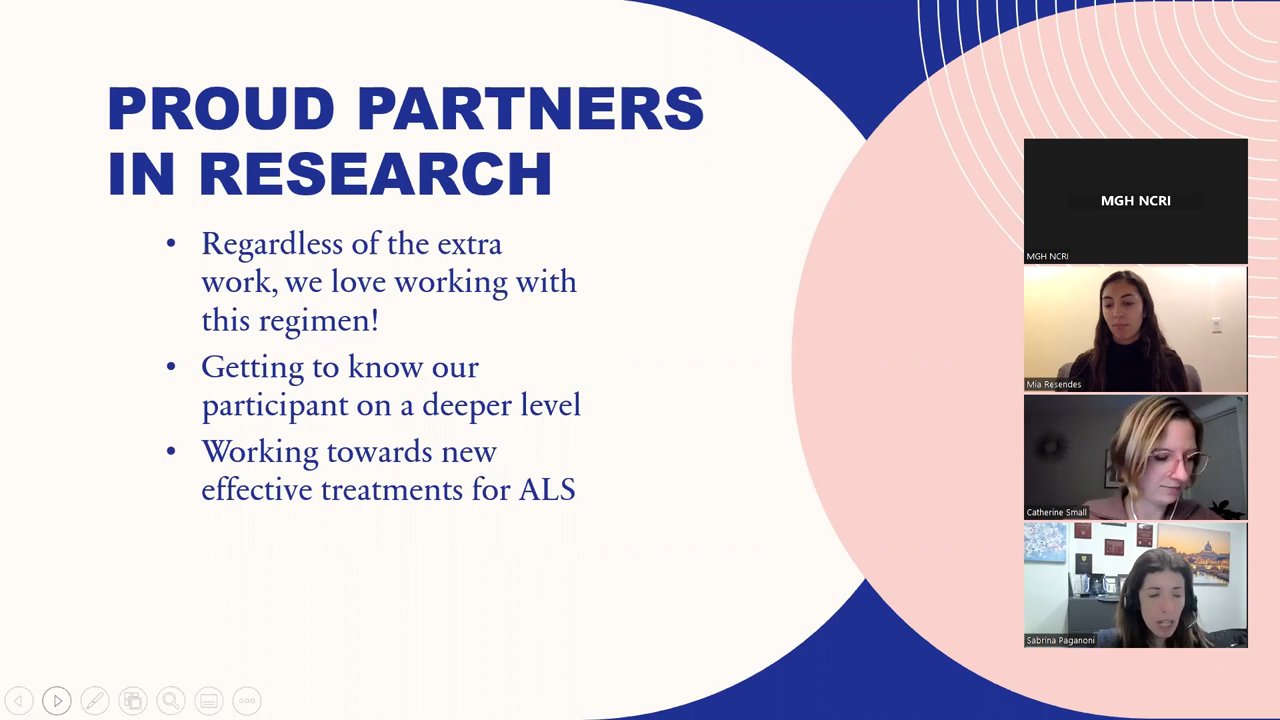 PROUD PARTNERS
IN RESEARCH
• Regardless of the extra
work, we love working with
this regimen!
• Getting to know our
participant on a deeper level
• Working towards new
effective treatments for ALS
MGH NCRI
MGH NCRI
Mia Resendes
Catherine Small
Sabrina Paganoni